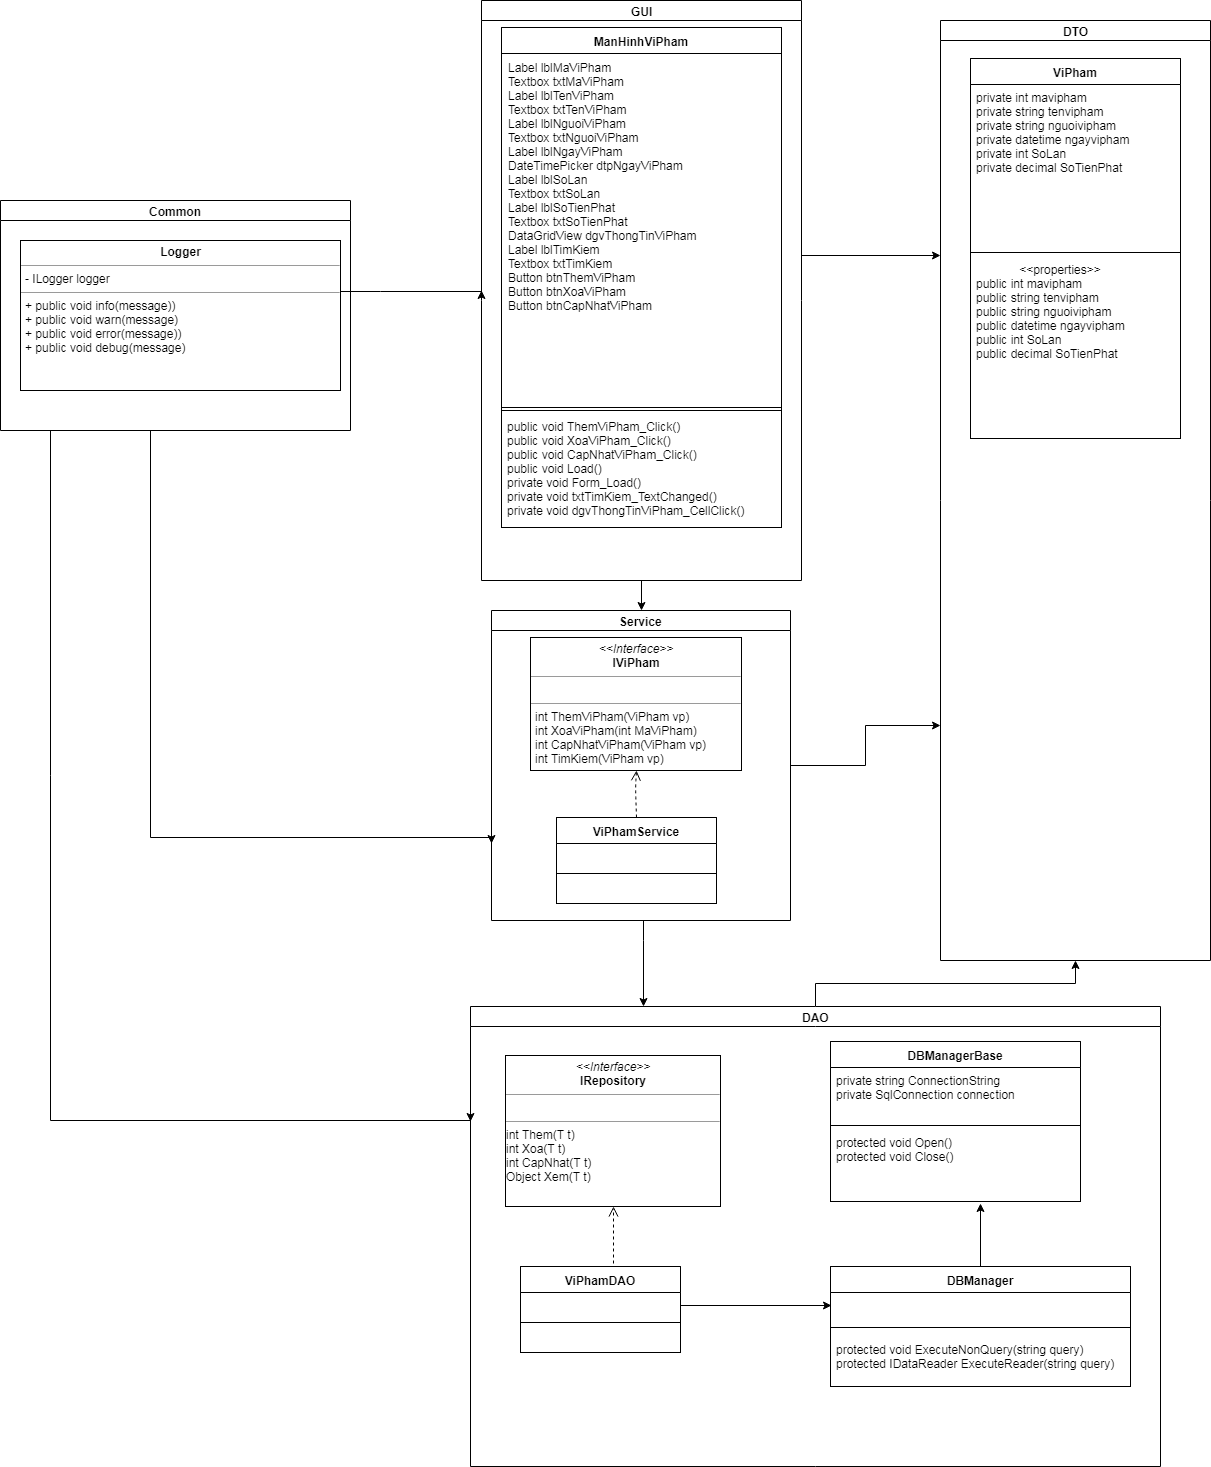 GUI
ManHinhViPham
Label lblMaViPham
Textbox txtMaViPham
Label lblTenViPham
Textbox txtTenViPham
Label lblNguoiViPham
Textbox txtNguoiViPham
Label lblNgayViPham
DateTimePicker dtpNgayViPham
Label lblSoLan
Textbox txtSoLan
Label lblSoTienPhat
Textbox txtSoTienPhat
DataGridView dgvThongTinViPham
Label lblTimKiem
Textbox txtTimKiem
Button btnThemViPham
Button btnXoaViPham
Button btnCapNhatViPham
public void ThemViPham_Click()
public void XoaViPham_Click()
public void CapNhatViPham_Click()
public void Load()
private void Form_Load()
private void txtTimKiem_TextChanged()
private void dgvThongTinViPham_CellClick()
DTO
ViPham
private int mavipham
private string tenvipham
private string nguoivipham
private datetime ngayvipham
private int SoLan
private decimal SoTienPhat
<<properties>>
public int mavipham
public string tenvipham
public string nguoivipham
public datetime ngayvipham
public int SoLan
public decimal SoTienPhat
Common
Logger
- ILogger logger
+ public void info(message))
+ public void warn(message)
+ public void error(message))
+ public void debug(message)
Service
<<Interface>>
IViPham
int ThemViPham(ViPham vp)
int XoaViPham(int MaViPham)
int CapNhatViPham(ViPham vp)
int TimKiem(ViPham vp)
ViPhamService
DAO
<<Interface>>
IRepository
int Them(T t)
int Xoa(T t)
int CapNhat(T t)
Object Xem(T t)
DBManagerBase
private string ConnectionString
private SqlConnection connection
protected void Open()
protected void Close()
ViPhamDAO
DBManager
protected void ExecuteNonQuery(string query)
protected IDataReader ExecuteReader(string query)